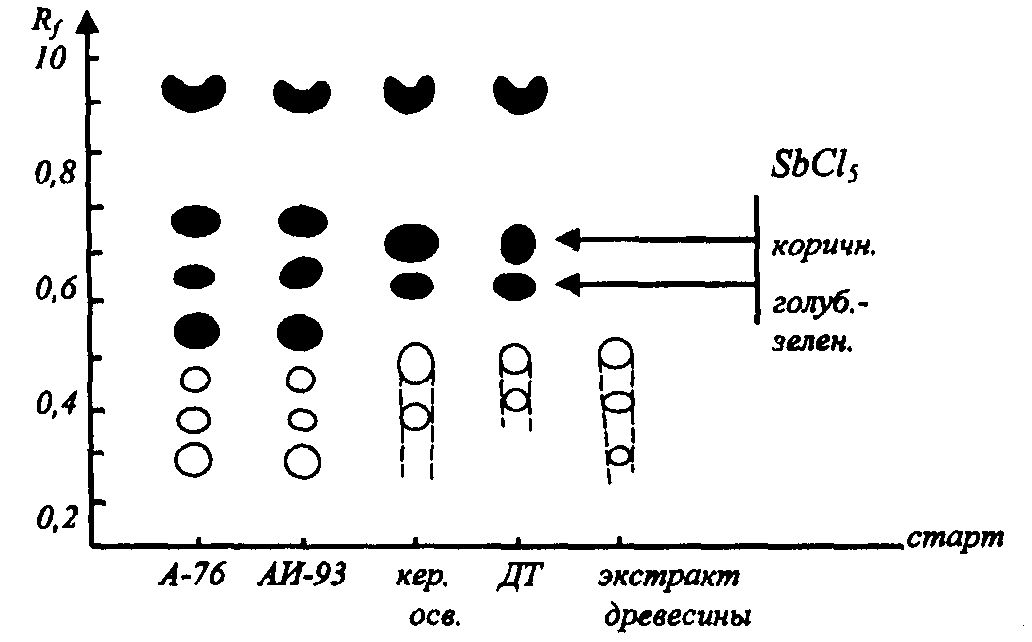 R_f
10
0,8
SbCl₅
коричн.
0,6
голуб.-
зелен.
0,4
0,2
старт
А-76 АИ-93 кер. ДТ экстракт
осв. древесины